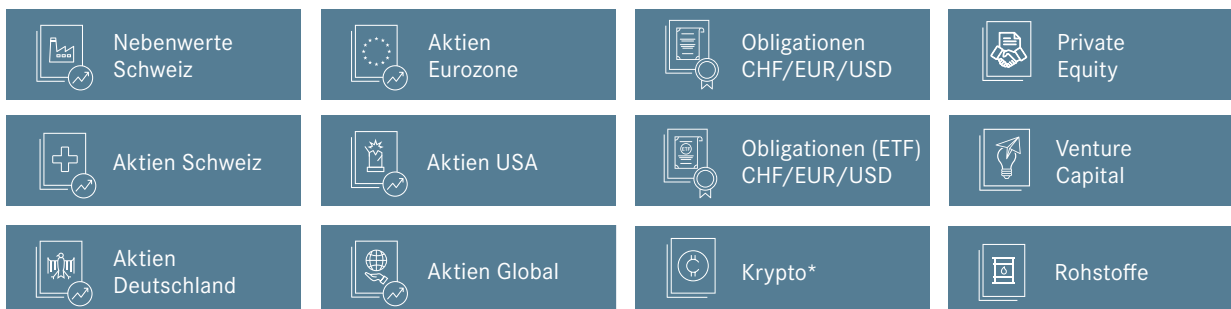 Nebenwerte
Schweiz
Aktien
Eurozone
Obligationen
CHF/EUR/USD
Private
Equity
Aktien Schweiz
Aktien USA
Obligationen (ETF)
CHF/EUR/USD
Venture
Capital
Aktien
Deutschland
Aktien Global
Krypto*
Rohstoffe